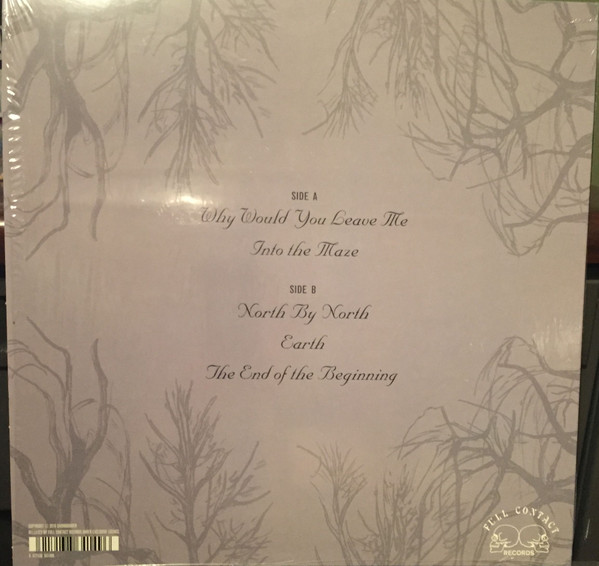 SIDE A
Why Would You Leave Me
Into the Maze
SIDE B
North By North
Earth
The End of the Beginning
FULL CONTACT
RECORDS